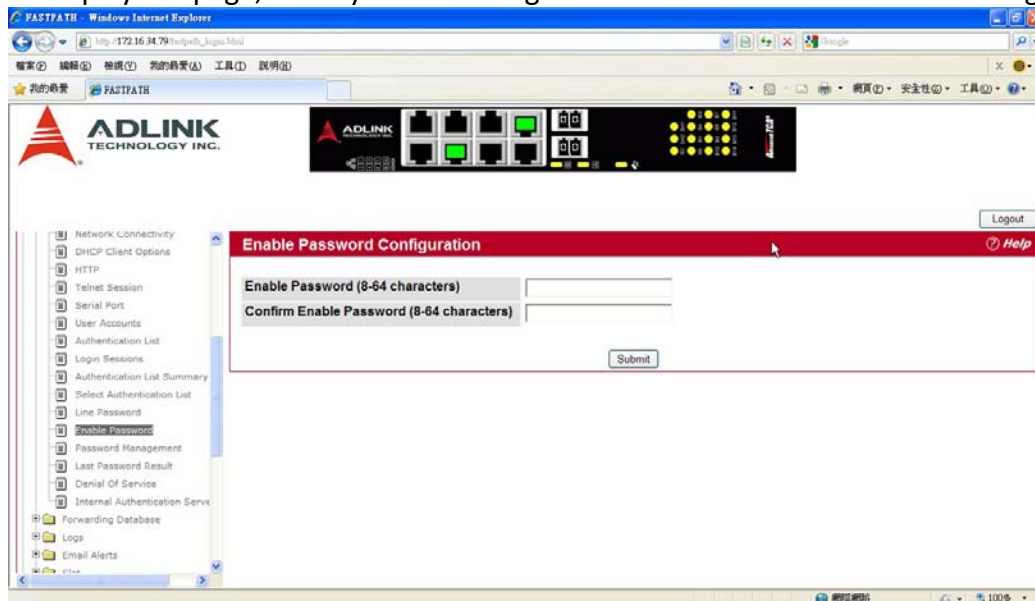 FASTPATH - Windows Internet Explorer
http://172.16.34.79/fastpath_login.html
Google
檔案(F) 編輯(E) 檢視(V) 我的最愛(A) 工具(T) 說明(H)
我的最愛 FASTPATH 網頁(P) 安全性(S) 工具(O)
ADLINK
TECHNOLOGY INC.
ADLINK
TECHNOLOGY INC.
Logout
Network Connectivity
DHCP Client Options
HTTP
Telnet Session
Serial Port
User Accounts
Authentication List
Login Sessions
Authentication List Summary
Select Authentication List
Line Password
Enable Password
Password Management
Last Password Result
Denial Of Service
Internal Authentication Serve
Forwarding Database
Logs
Email Alerts
Slot
Enable Password Configuration
Help
Enable Password (8-64 characters)
Confirm Enable Password (8-64 characters)
Submit
網際網路 100%